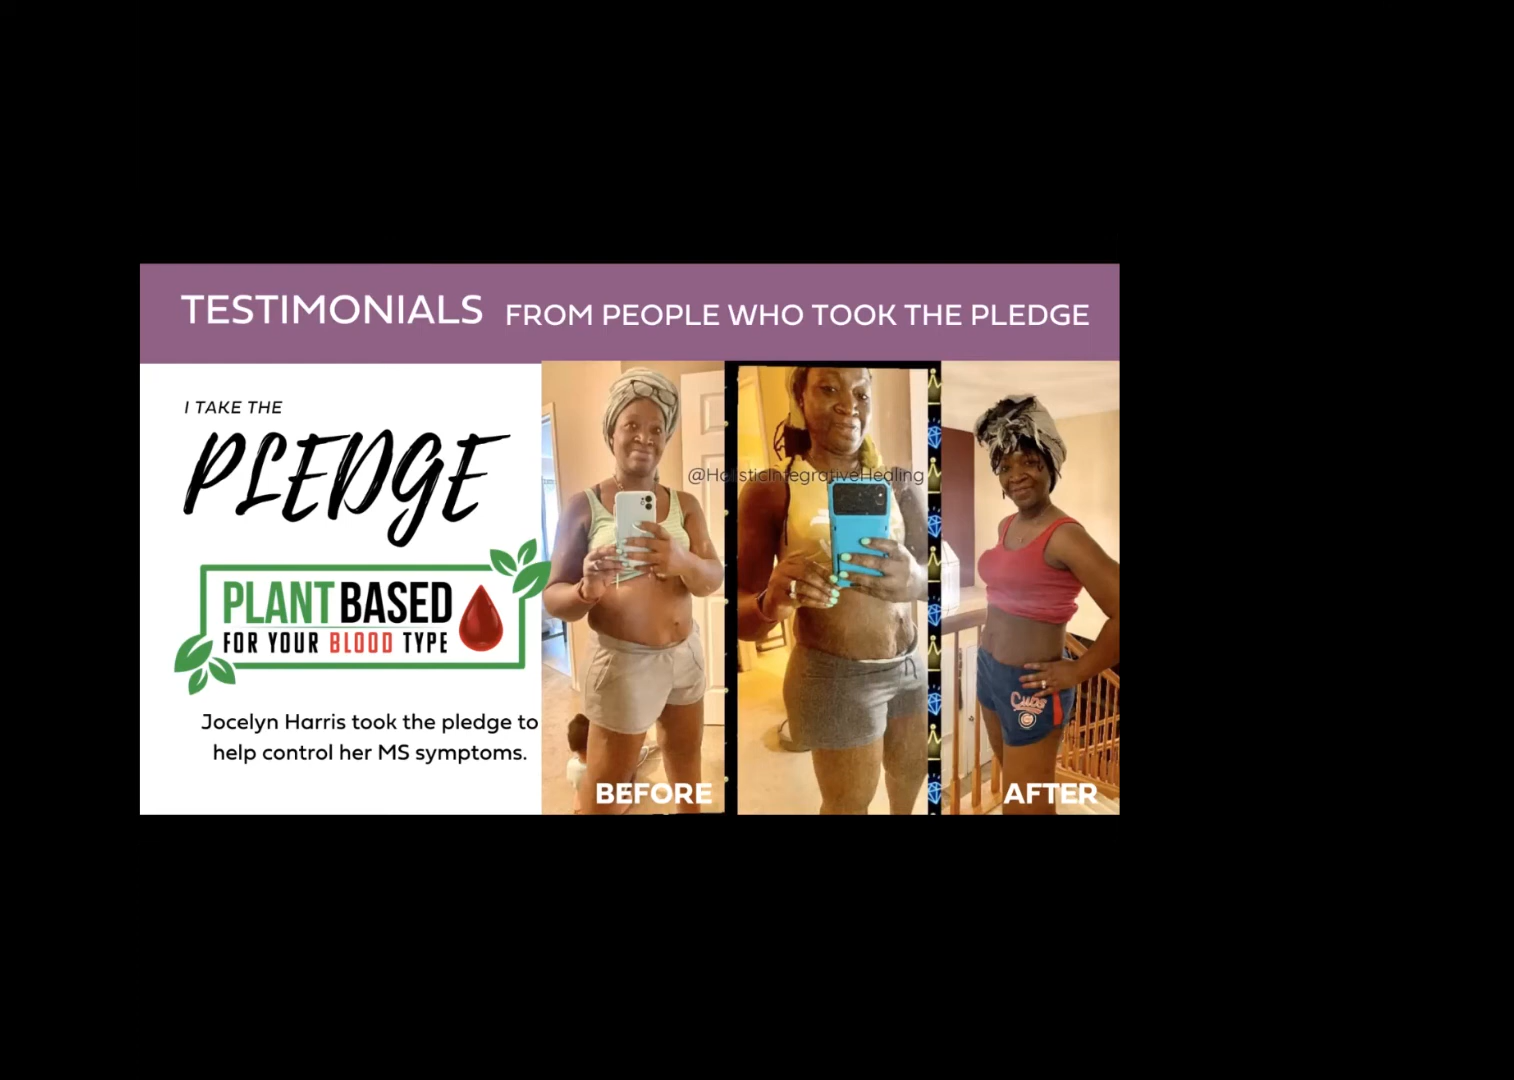 TESTIMONIALS FROM PEOPLE WHO TOOK THE PLEDGE
I TAKE THE
PLEDGE
PLANT BASED
FOR YOUR BLOOD TYPE
Jocelyn Harris took the pledge to
help control her MS symptoms.
@HolisticIntegrativeHealing
Cubs
BEFORE
AFTER